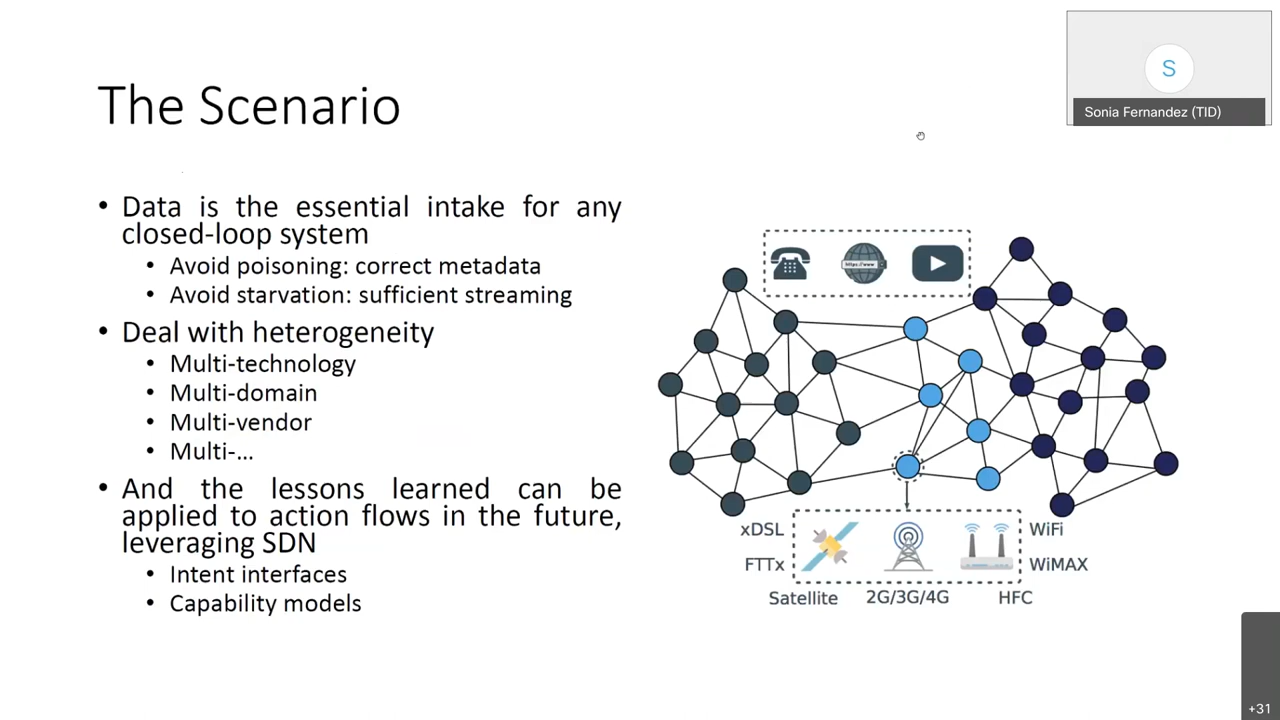 The Scenario
S
Sonia Fernandez (TID)
• Data is the essential intake for any
closed-loop system
• Avoid poisoning: correct metadata
• Avoid starvation: sufficient streaming
• Deal with heterogeneity
• Multi-technology
• Multi-domain
• Multi-vendor
• Multi-...
• And the lessons learned can be
applied to action flows in the future,
leveraging SDN
• Intent interfaces
• Capability models
https://www
xDSL
WiFi
FTTx
WiMAX
Satellite
2G/3G/4G
HFC
+31